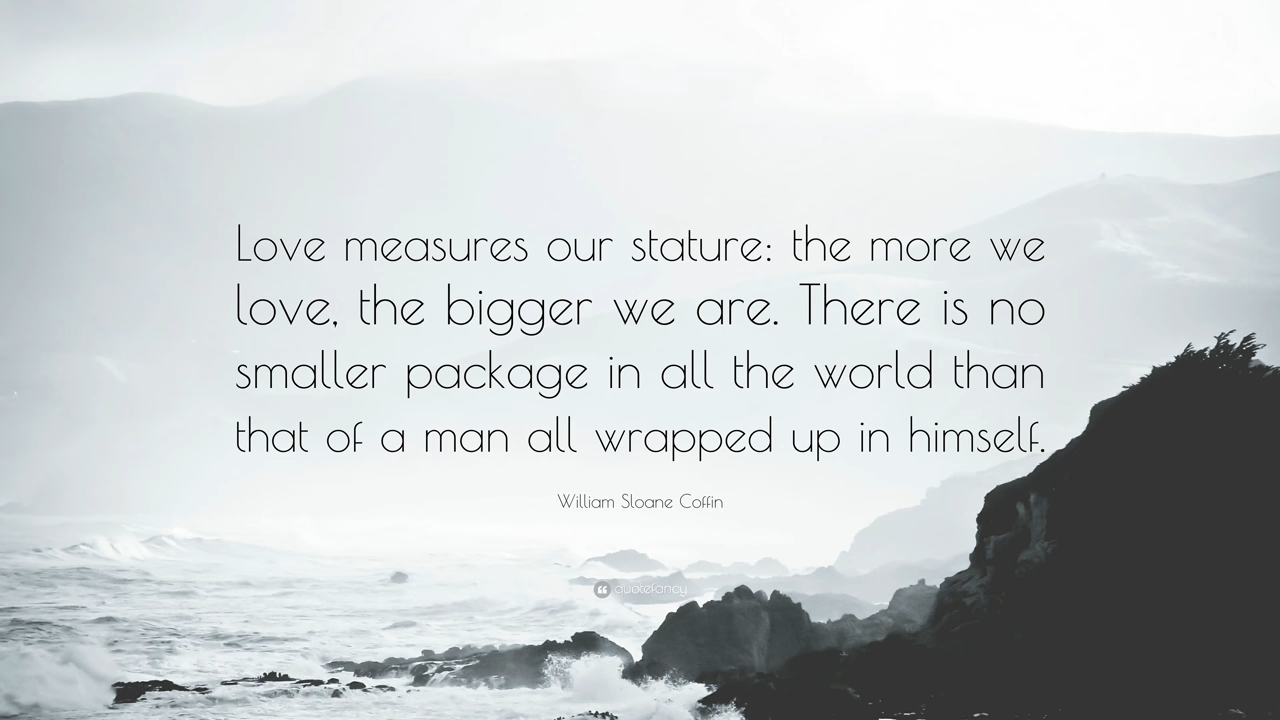 Love measures our stature: the more we
love, the bigger we are. There is no
smaller package in all the world than
that of a man all wrapped up in himself.
William Sloane Coffin
quotefancy